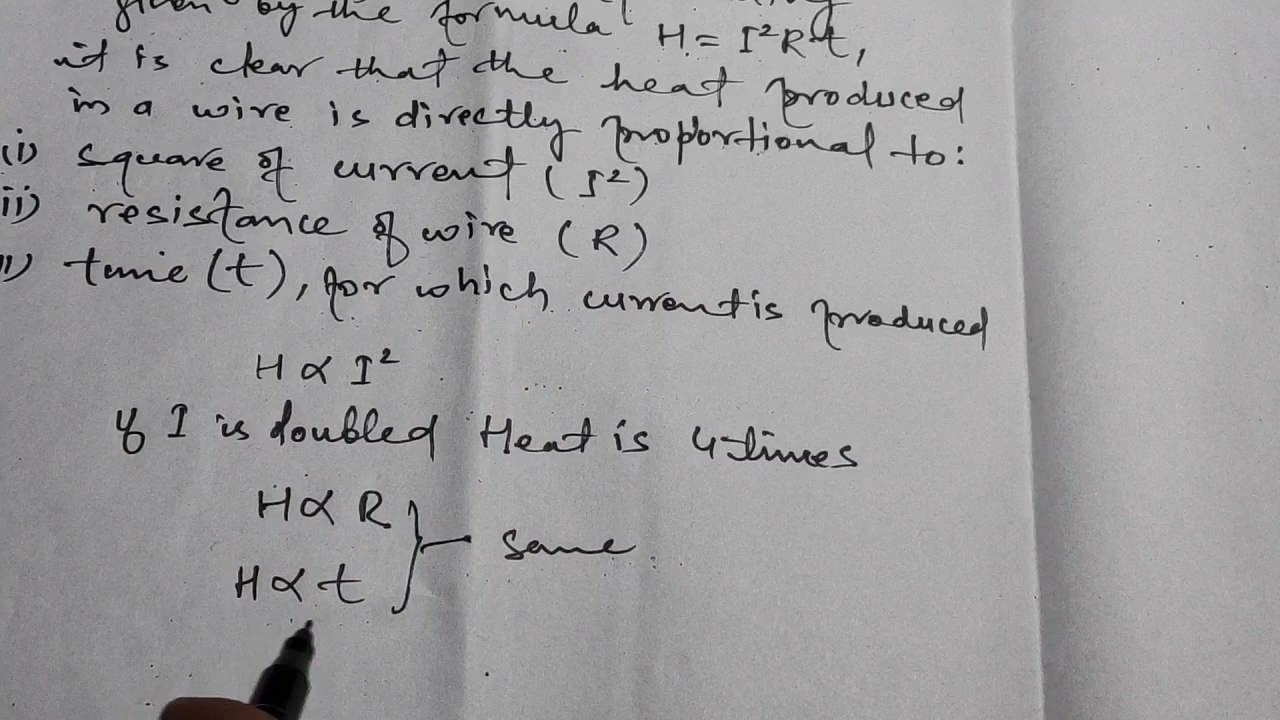 given by the formula H = I²Rt,
it is clear that the heat produced
in a wire is directly proportional to:
(i) square of current (I²)
ii) resistance of wire (R)
time (t), for which current is produced
H ∝ I²
If I is doubled Heat is 4 times
H ∝ R
H ∝ t } — same.